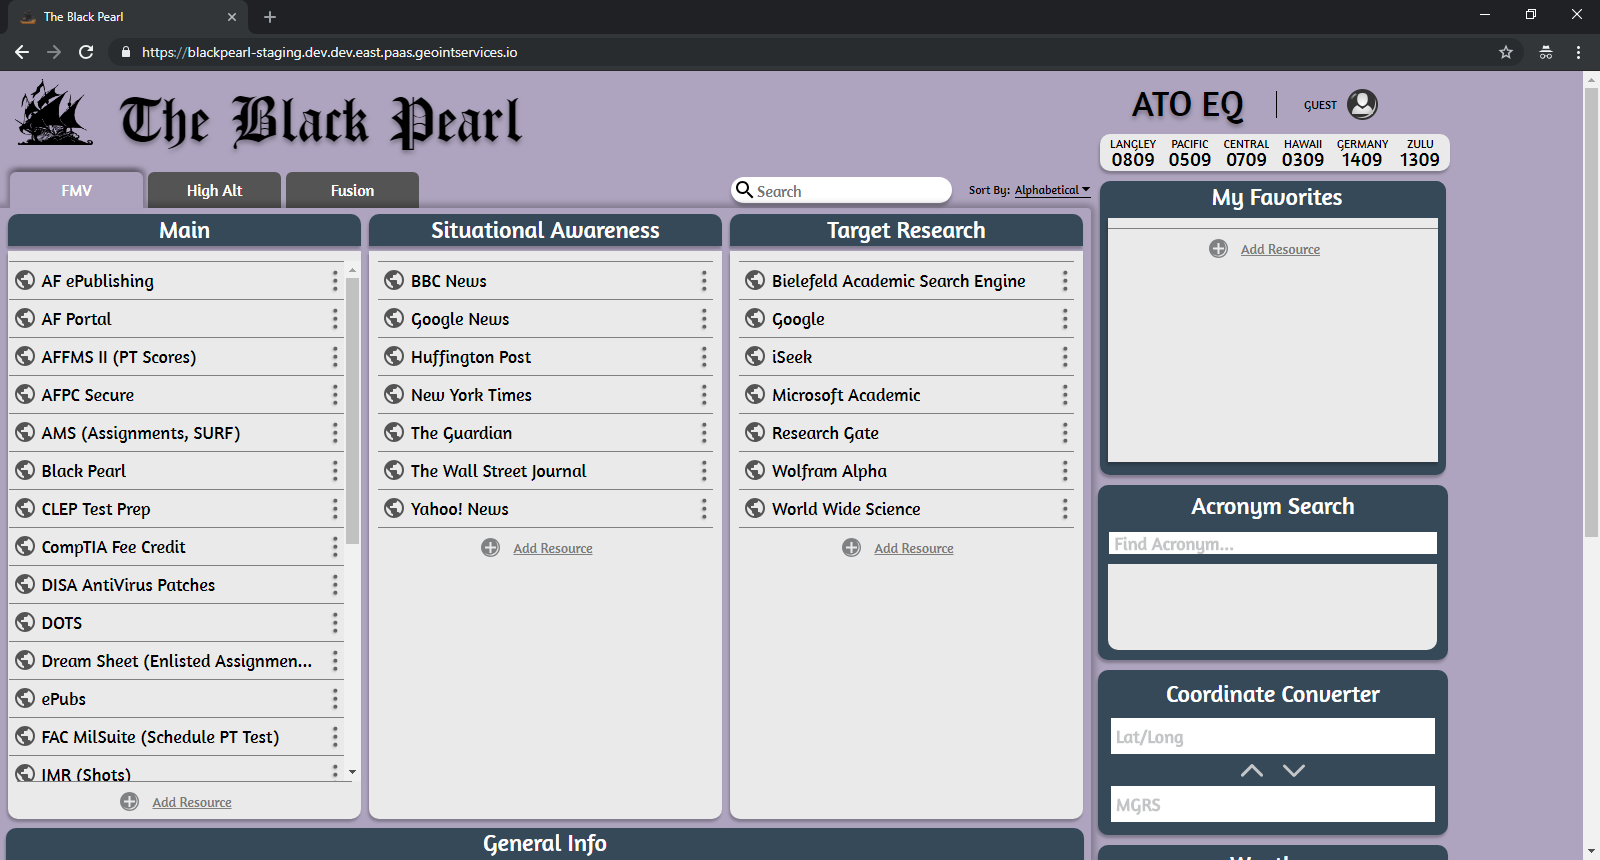 The Black Pearl
https://blackpearl-staging.dev.dev.east.paas.geointservices.io
The Black Pearl
ATO EQ
GUEST
LANGLEY PACIFIC CENTRAL HAWAII GERMANY ZULU
0809 0509 0709 0309 1409 1309
FMV
High Alt
Fusion
Search
Sort By: Alphabetical
Main
AF ePublishing
AF Portal
AFFMS II (PT Scores)
AFPC Secure
AMS (Assignments, SURF)
Black Pearl
CLEP Test Prep
CompTIA Fee Credit
DISA AntiVirus Patches
DOTS
Dream Sheet (Enlisted Assignmen...
ePubs
FAC MilSuite (Schedule PT Test)
IMR (Shots)
Add Resource
Situational Awareness
BBC News
Google News
Huffington Post
New York Times
The Guardian
The Wall Street Journal
Yahoo! News
Add Resource
Target Research
Bielefeld Academic Search Engine
Google
iSeek
Microsoft Academic
Research Gate
Wolfram Alpha
World Wide Science
Add Resource
General Info
My Favorites
Add Resource
Acronym Search
Find Acronym...
Coordinate Converter
Lat/Long
MGRS